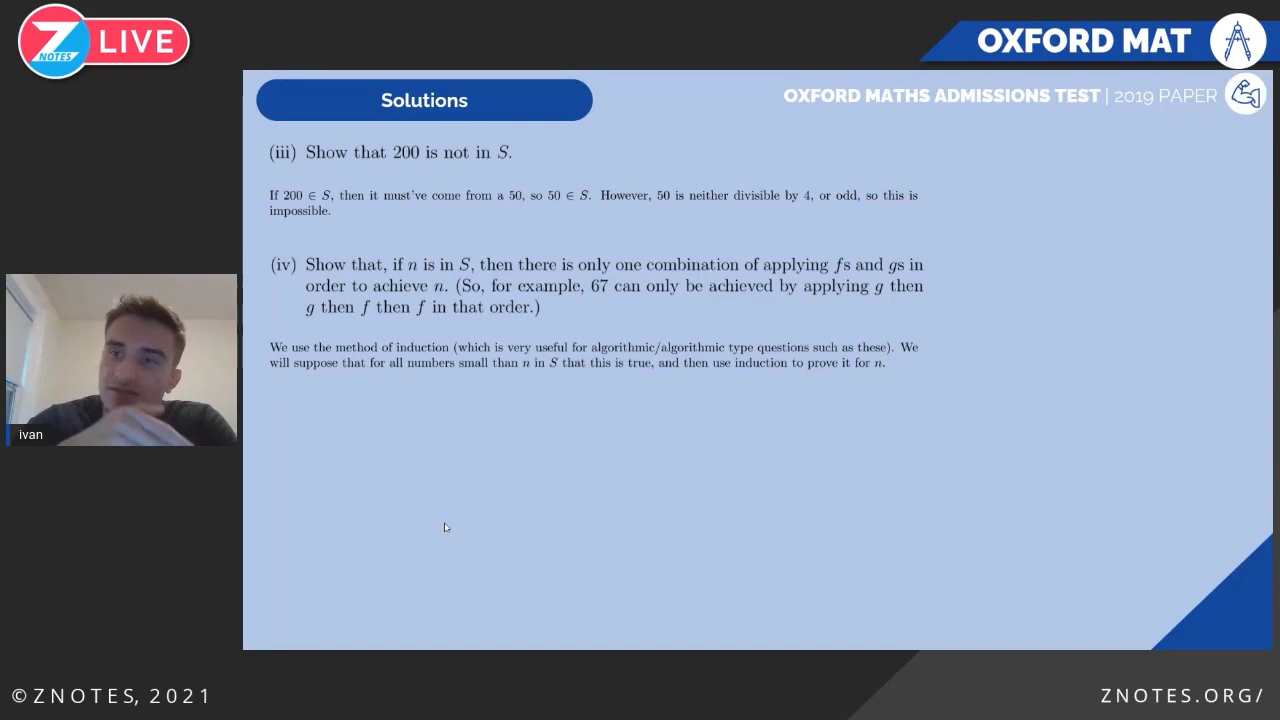 Z NOTES LIVE
OXFORD MAT
Solutions
OXFORD MATHS ADMISSIONS TEST | 2019 PAPER
(iii) Show that 200 is not in S.
If 200 ∈ S, then it must've come from a 50, so 50 ∈ S. However, 50 is neither divisible by 4, or odd, so this is
impossible.
(iv) Show that, if n is in S, then there is only one combination of applying fs and gs in
order to achieve n. (So, for example, 67 can only be achieved by applying g then
g then f then f in that order.)
We use the method of induction (which is very useful for algorithmic/algorithmic type questions such as these). We
will suppose that for all numbers small than n in S that this is true, and then use induction to prove it for n.
ivan
© ZNOTES, 2021
ZNOTES.ORG/